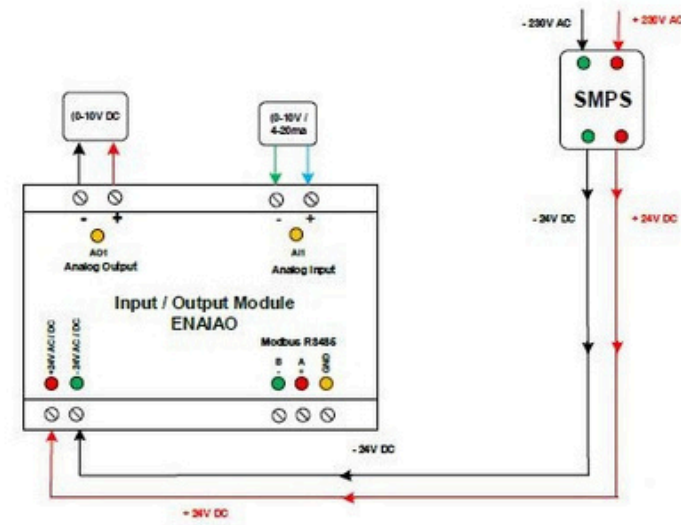 - 230V AC
+ 230V AC
SMPS
(0-10V DC
(0-10V /
4-20ma
- 24V DC
+ 24V DC
- +
- +
AO1
Analog Output
AI1
Analog Input
Input / Output Module
ENAIAO
+24V AC / DC
- 24V AC / DC
Modbus RS485
B -
A +
GND
- 24V DC
+ 24V DC